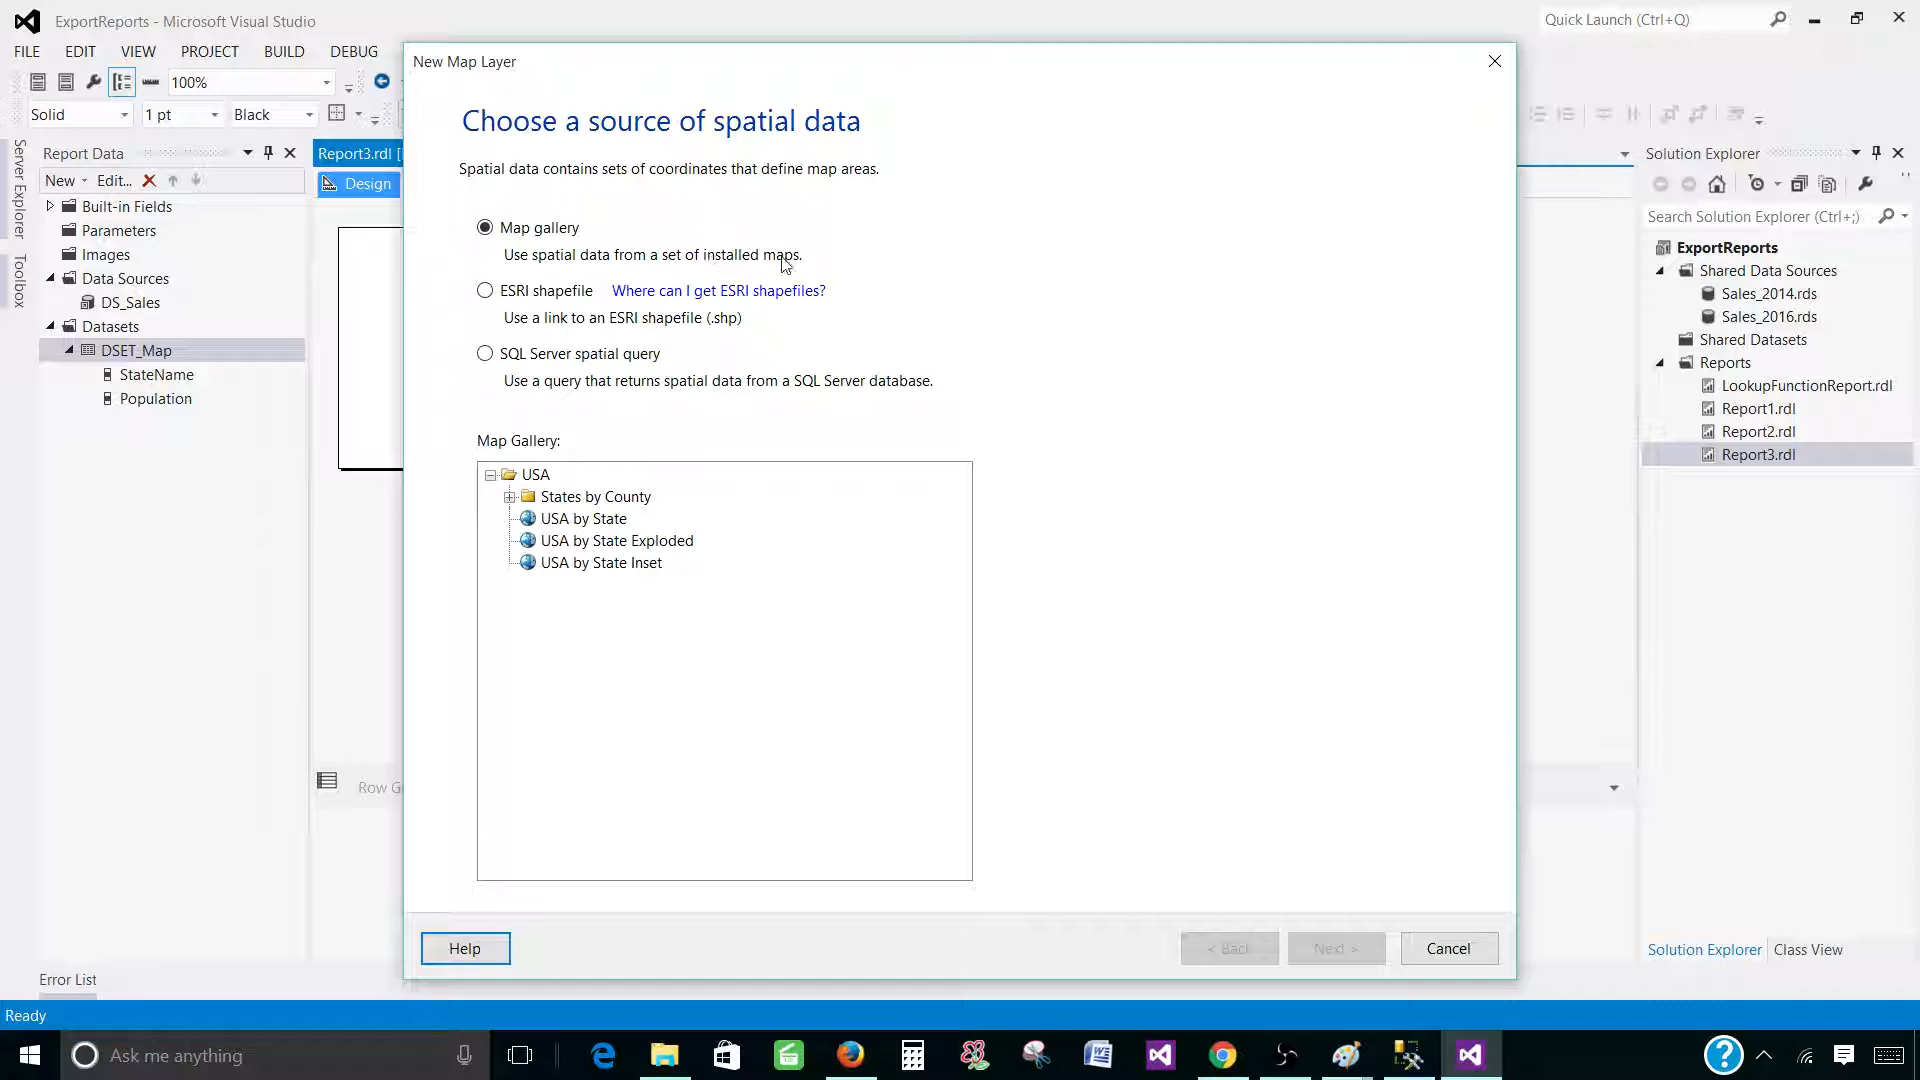 ExportReports - Microsoft Visual Studio
Quick Launch (Ctrl+Q)
FILE EDIT VIEW PROJECT BUILD DEBUG
100%
Solid 1 pt Black
Server Explorer
Toolbox
Report Data
New Edit...
Built-in Fields
Parameters
Images
Data Sources
DS_Sales
Datasets
DSET_Map
StateName
Population
Report3.rdl [
Design
Row G
New Map Layer
Choose a source of spatial data
Spatial data contains sets of coordinates that define map areas.
Map gallery
Use spatial data from a set of installed maps.
ESRI shapefile Where can I get ESRI shapefiles?
Use a link to an ESRI shapefile (.shp)
SQL Server spatial query
Use a query that returns spatial data from a SQL Server database.
Map Gallery:
USA
States by County
USA by State
USA by State Exploded
USA by State Inset
Help < Back Next > Cancel
Solution Explorer
Search Solution Explorer (Ctrl+;)
ExportReports
Shared Data Sources
Sales_2014.rds
Sales_2016.rds
Shared Datasets
Reports
LookupFunctionReport.rdl
Report1.rdl
Report2.rdl
Report3.rdl
Solution Explorer Class View
Error List
Ready
Ask me anything